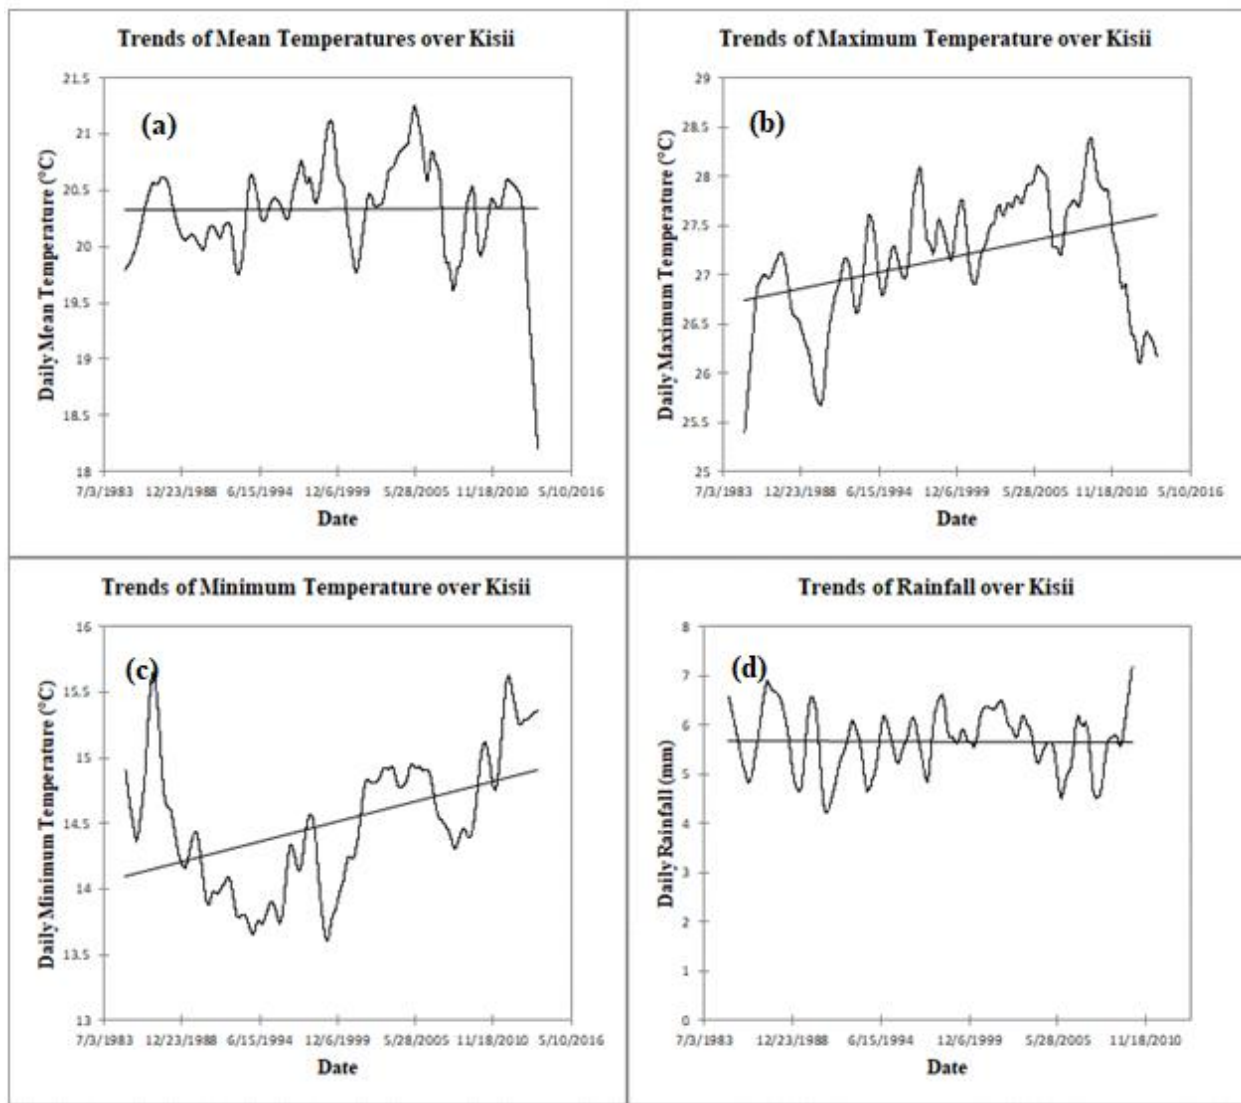 Trends of Mean Temperatures over Kisii
(a)
Daily Mean Temperature (°C)
21.5
21
20.5
20
19.5
19
18.5
18
7/3/1983 12/23/1988 6/15/1994 12/6/1999 5/28/2005 11/18/2010 5/10/2016
Date
Trends of Maximum Temperature over Kisii
(b)
Daily Maximum Temperature (°C)
29
28.5
28
27.5
27
26.5
26
25.5
25
7/3/1983 12/23/1988 6/15/1994 12/6/1999 5/28/2005 11/18/2010 5/10/2016
Date
Trends of Minimum Temperature over Kisii
(c)
Daily Minimum Temperature (°C)
16
15.5
15
14.5
14
13.5
13
7/3/1983 12/23/1988 6/15/1994 12/6/1999 5/28/2005 11/18/2010 5/10/2016
Date
Trends of Rainfall over Kisii
(d)
Daily Rainfall (mm)
8
7
6
5
4
3
2
1
0
7/3/1983 12/23/1988 6/15/1994 12/6/1999 5/28/2005 11/18/2010
Date